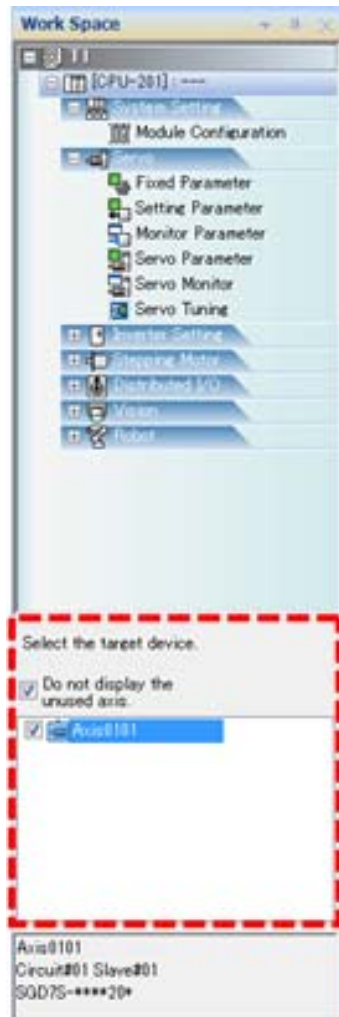 Work Space
[CPU-201] : ---
System Setting
Module Configuration
Servo
Fixed Parameter
Setting Parameter
Monitor Parameter
Servo Parameter
Servo Monitor
Servo Tuning
Inverter Setting
Stepping Motor
Distributed I/O
Vision
Robot
Select the target device.
Do not display the
unused axis.
Axis0101
Axis0101
Circuit#01 Slave#01
SGD7S-****20*